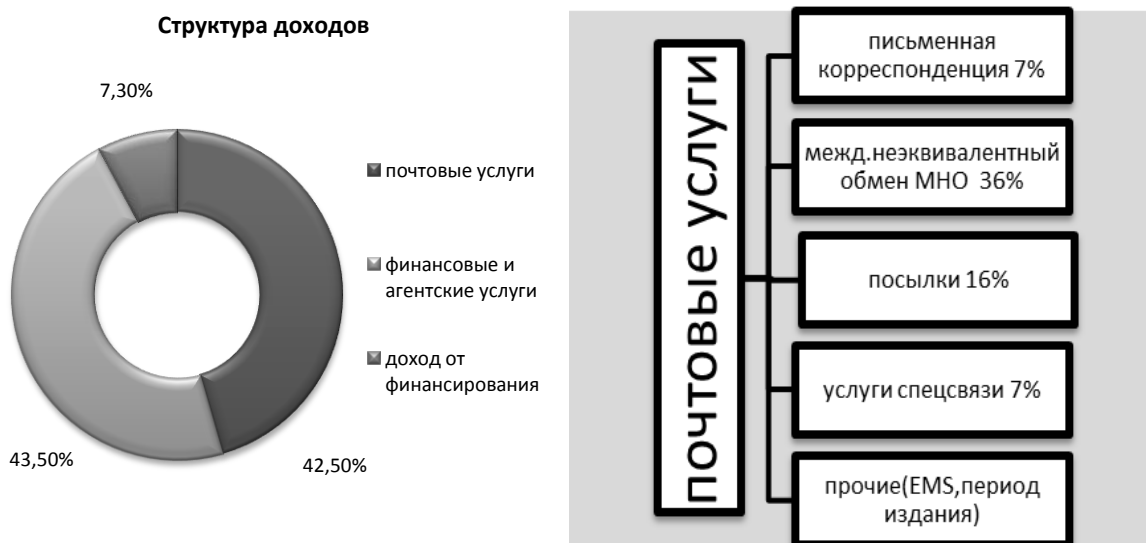 Структура доходов
7,30%
почтовые услуги
финансовые и
агентские услуги
доход от
финансирования
43,50%
42,50%
почтовые услуги
письменная
корреспонденция 7%
межд.неэквивалентный
обмен МНО 36%
посылки 16%
услуги спецсвязи 7%
прочие(EMS,период
издания)